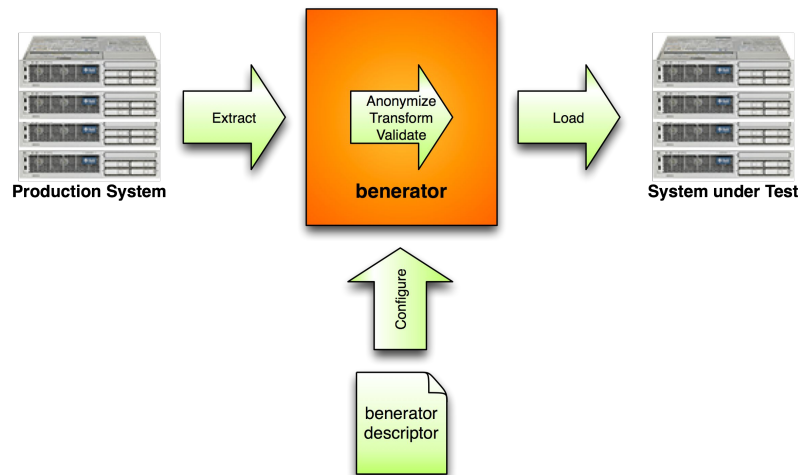 Production System
Extract
Anonymize
Transform
Validate
benerator
Load
System under Test
Configure
benerator
descriptor